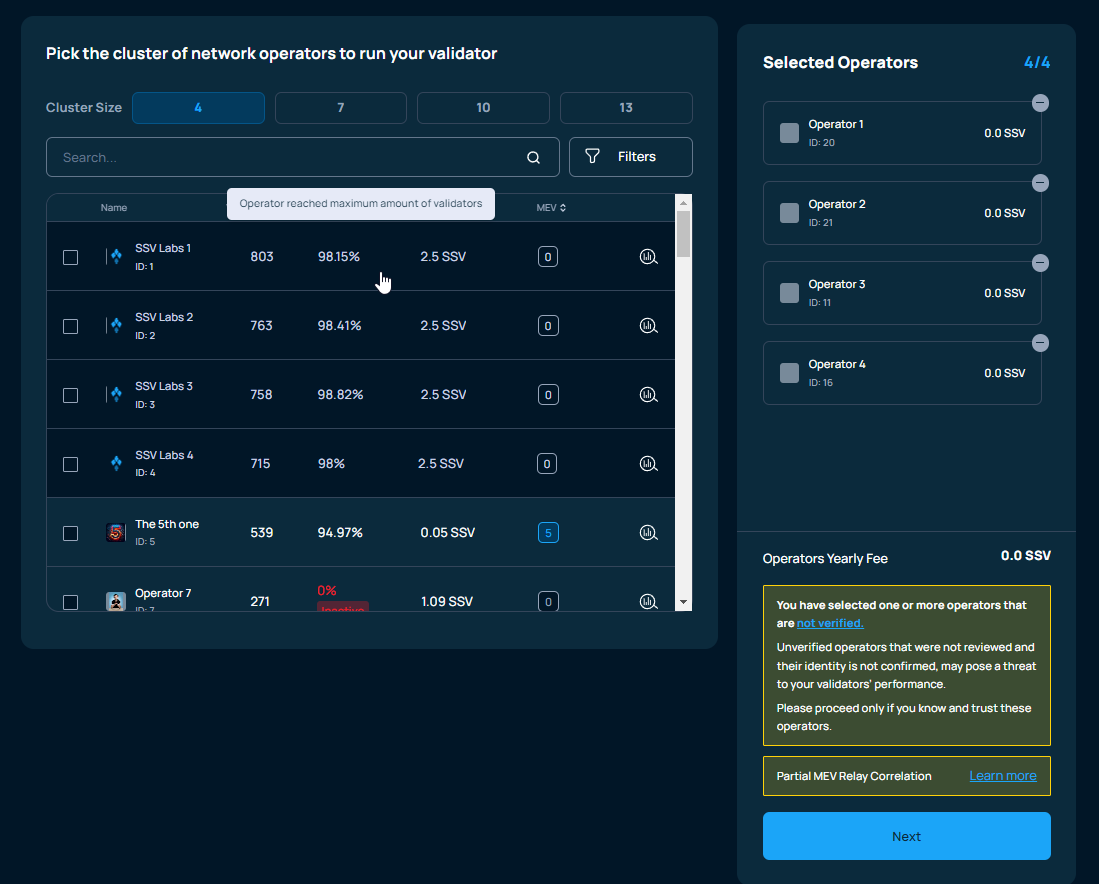 Pick the cluster of network operators to run your validator
Cluster Size 4 7 10 13
Search...
Filters
Operator reached maximum amount of validators
Name MEV
SSV Labs 1
ID: 1
803 98.15% 2.5 SSV 0
SSV Labs 2
ID: 2
763 98.41% 2.5 SSV 0
SSV Labs 3
ID: 3
758 98.82% 2.5 SSV 0
SSV Labs 4
ID: 4
715 98% 2.5 SSV 0
The 5th one
ID: 5
539 94.97% 0.05 SSV 5
Operator 7
ID: 7
271 0% 1.09 SSV 0
Inactive
Selected Operators 4/4
Operator 1
ID: 20
0.0 SSV
Operator 2
ID: 21
0.0 SSV
Operator 3
ID: 11
0.0 SSV
Operator 4
ID: 16
0.0 SSV
Operators Yearly Fee 0.0 SSV
You have selected one or more operators that
are not verified.
Unverified operators that were not reviewed and
their identity is not confirmed, may pose a threat
to your validators' performance.
Please proceed only if you know and trust these
operators.
Partial MEV Relay Correlation Learn more
Next